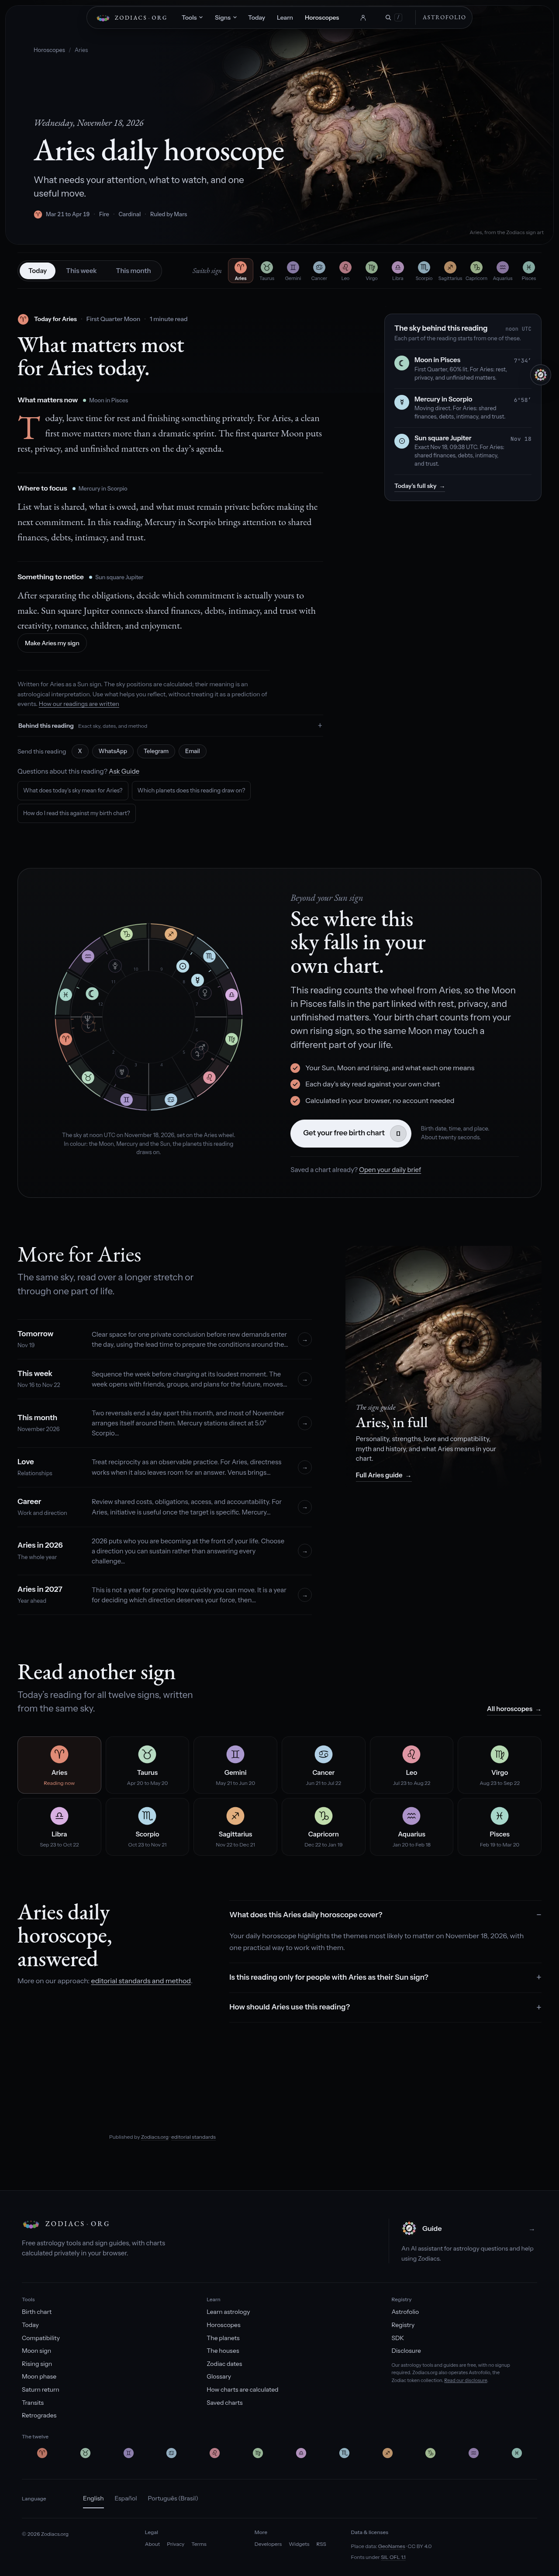 ZODIACS·ORG
Tools
Signs
Today
Learn
Horoscopes
/
ASTROFOLIO
Horoscopes / Aries
Wednesday, November 18, 2026
Aries daily horoscope
What needs your attention, what to watch, and one
useful move.
Mar 21 to Apr 19 · Fire · Cardinal · Ruled by Mars
Aries, from the Zodiacs sign art
Today
This week
This month
Switch sign
Aries
Taurus
Gemini
Cancer
Leo
Virgo
Libra
Scorpio
Sagittarius
Capricorn
Aquarius
Pisces
Today for Aries · First Quarter Moon · 1 minute read
What matters most
for Aries today.
What matters now Moon in Pisces
Today, leave time for rest and finishing something privately. For Aries, a clean
first move matters more than a dramatic sprint. The first quarter Moon puts
rest, privacy, and unfinished matters on the day's agenda.
Where to focus Mercury in Scorpio
List what is shared, what is owed, and what must remain private before making the
next commitment. In this reading, Mercury in Scorpio brings attention to shared
finances, debts, intimacy, and trust.
Something to notice Sun square Jupiter
After separating the obligations, decide which commitment is actually yours to
make. Sun square Jupiter connects shared finances, debts, intimacy, and trust with
creativity, romance, children, and enjoyment.
Make Aries my sign
Written for Aries as a Sun sign. The sky positions are calculated; their meaning is an
astrological interpretation. Use what helps you reflect, without treating it as a prediction of
events. How our readings are written
Behind this reading Exact sky, dates, and method +
Send this reading
X
WhatsApp
Telegram
Email
Questions about this reading? Ask Guide
What does today's sky mean for Aries?
Which planets does this reading draw on?
How do I read this against my birth chart?
The sky behind this reading noon UTC
Each part of the reading starts from one of these.
Moon in Pisces 7°34'
First Quarter, 60% lit. For Aries: rest,
privacy, and unfinished matters.
Mercury in Scorpio 6°58'
Moving direct. For Aries: shared
finances, debts, intimacy, and trust.
Sun square Jupiter Nov 18
Exact Nov 18, 09:38 UTC. For Aries:
shared finances, debts, intimacy,
and trust.
Today's full sky →
The sky at noon UTC on November 18, 2026, set on the Aries wheel.
In colour: the Moon, Mercury and the Sun, the planets this reading
draws on.
Beyond your Sun sign
See where this
sky falls in your
own chart.
This reading counts the wheel from Aries, so the Moon
in Pisces falls in the part linked with rest, privacy, and
unfinished matters. Your birth chart counts from your
own rising sign, so the same Moon may touch a
different part of your life.
Your Sun, Moon and rising, and what each one means
Each day's sky read against your own chart
Calculated in your browser, no account needed
Get your free birth chart
Birth date, time, and place.
About twenty seconds.
Saved a chart already? Open your daily brief
More for Aries
The same sky, read over a longer stretch or
through one part of life.
Tomorrow
Nov 19
Clear space for one private conclusion before new demands enter
the day, using the lead time to prepare the conditions around the...
→
This week
Nov 16 to Nov 22
Sequence the week before charging at its loudest moment. The
week opens with friends, groups, and plans for the future, moves...
→
This month
November 2026
Two reversals end a day apart this month, and most of November
arranges itself around them. Mercury stations direct at 5.0°
Scorpio...
→
Love
Relationships
Treat reciprocity as an observable practice. For Aries, directness
works when it also leaves room for an answer. Venus brings...
→
Career
Work and direction
Review shared costs, obligations, access, and accountability. For
Aries, initiative is useful once the target is specific. Mercury...
→
Aries in 2026
The whole year
2026 puts who you are becoming at the front of your life. Choose
a direction you can sustain rather than answering every
challenge...
→
Aries in 2027
Year ahead
This is not a year for proving how quickly you can move. It is a year
for deciding which direction deserves your force, then...
→
The sign guide
Aries, in full
Personality, strengths, love and compatibility,
myth and history, and what Aries means in your
chart.
Full Aries guide →
Read another sign
Today's reading for all twelve signs, written
from the same sky.
All horoscopes →
Aries
Reading now
Taurus
Apr 20 to May 20
Gemini
May 21 to Jun 20
Cancer
Jun 21 to Jul 22
Leo
Jul 23 to Aug 22
Virgo
Aug 23 to Sep 22
Libra
Sep 23 to Oct 22
Scorpio
Oct 23 to Nov 21
Sagittarius
Nov 22 to Dec 21
Capricorn
Dec 22 to Jan 19
Aquarius
Jan 20 to Feb 18
Pisces
Feb 19 to Mar 20
Aries daily
horoscope,
answered
More on our approach: editorial standards and method.
What does this Aries daily horoscope cover? −
Your daily horoscope highlights the themes most likely to matter on November 18, 2026, with
one practical way to work with them.
Is this reading only for people with Aries as their Sun sign? +
How should Aries use this reading? +
Published by Zodiacs.org · editorial standards
ZODIACS·ORG
Free astrology tools and sign guides, with charts
calculated privately in your browser.
Guide →
An AI assistant for astrology questions and help
using Zodiacs.
Tools
Birth chart
Today
Compatibility
Moon sign
Rising sign
Moon phase
Saturn return
Transits
Retrogrades
Learn
Learn astrology
Horoscopes
The planets
The houses
Zodiac dates
Glossary
How charts are calculated
Saved charts
Registry
Astrofolio
Registry
SDK
Disclosure
Our astrology tools and guides are free, with no signup
required. Zodiacs.org also operates Astrofolio, the
Zodiac token collection. Read our disclosure.
The twelve
Language
English
Español
Português (Brasil)
© 2026 Zodiacs.org
Legal
About
Privacy
Terms
More
Developers
Widgets
RSS
Data & licenses
Place data: GeoNames · CC BY 4.0
Fonts under SIL OFL 1.1